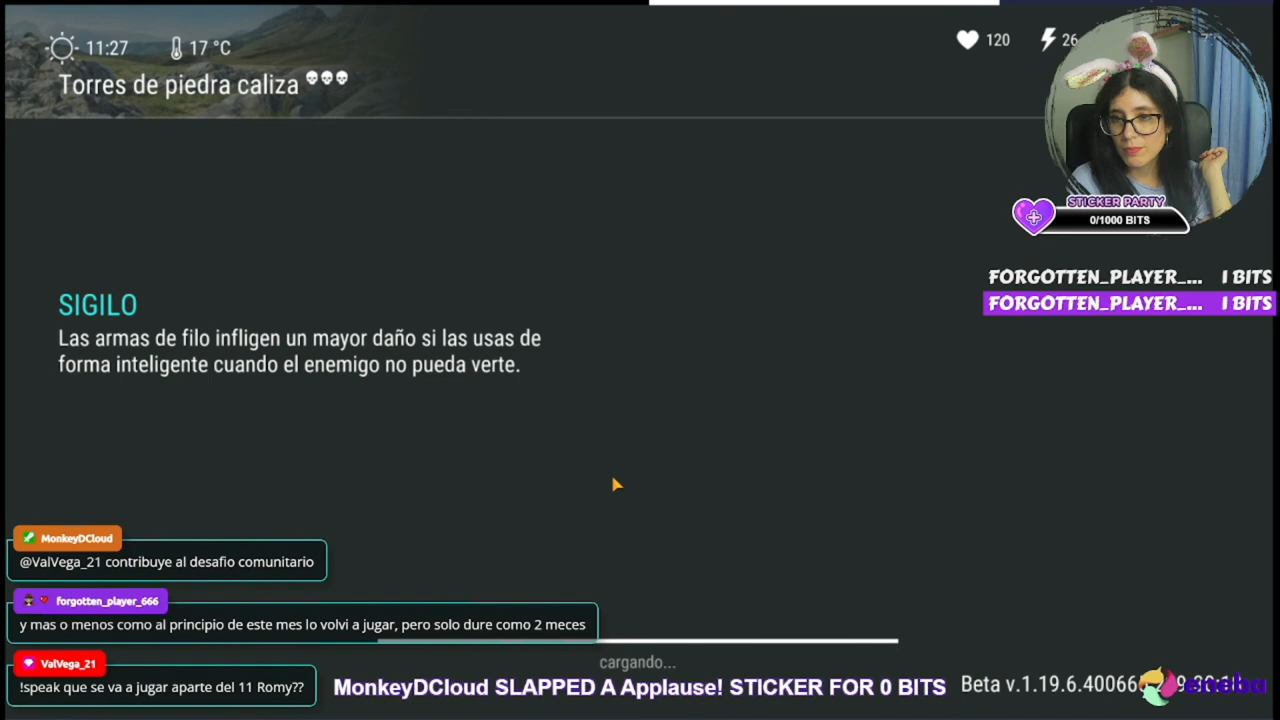 11:27 17 °C
Torres de piedra caliza
120 26
STICKER PARTY
0/1000 BITS
FORGOTTEN_PLAYER_... 1 BITS
FORGOTTEN_PLAYER_... 1 BITS
SIGILO
Las armas de filo infligen un mayor daño si las usas de
forma inteligente cuando el enemigo no pueda verte.
MonkeyDCloud
@ValVega_21 contribuye al desafio comunitario
forgotten_player_666
y mas o menos como al principio de este mes lo volvi a jugar, pero solo dure como 2 meces
cargando...
ValVega_21
!speak que se va a jugar aparte del 11 Romy??
MonkeyDCloud SLAPPED A Applause! STICKER FOR 0 BITS
Beta v.1.19.6.40066
eneba